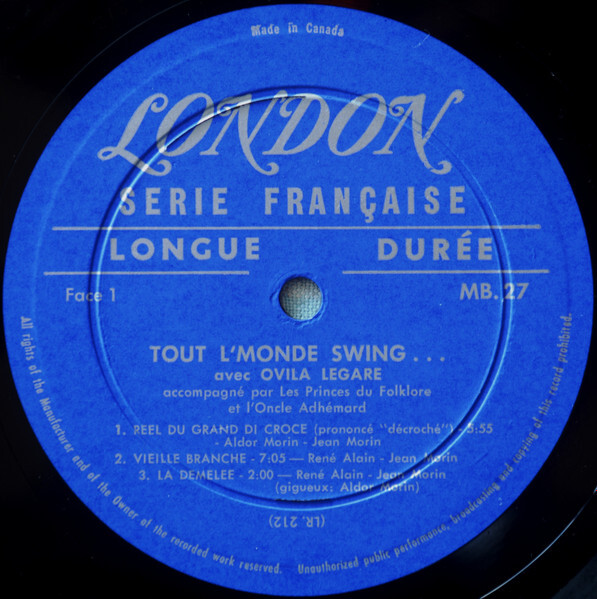 Made in Canada
LONDON
SERIE FRANÇAISE
LONGUE DURÉE
Face 1 MB. 27
TOUT L'MONDE SWING...
avec OVILA LEGARE
accompagné par Les Princes du Folklore
et l'Oncle Adhémard
1. REEL DU GRAND DI CROCE (prononcé "décroché") - 5:55
- Aldor Morin - Jean Morin
2. VIEILLE BRANCHE - 7:05 — René Alain - Jean Morin
3. LA DEMELEE - 2:00 — René Alain - Jean Morin
(gigueux; Aldor Morin)
(LR. 212)
All rights of the Manufacturer and of the Owner of the recorded work reserved. Unauthorized public performance, broadcasting and copying of this record prohibited.